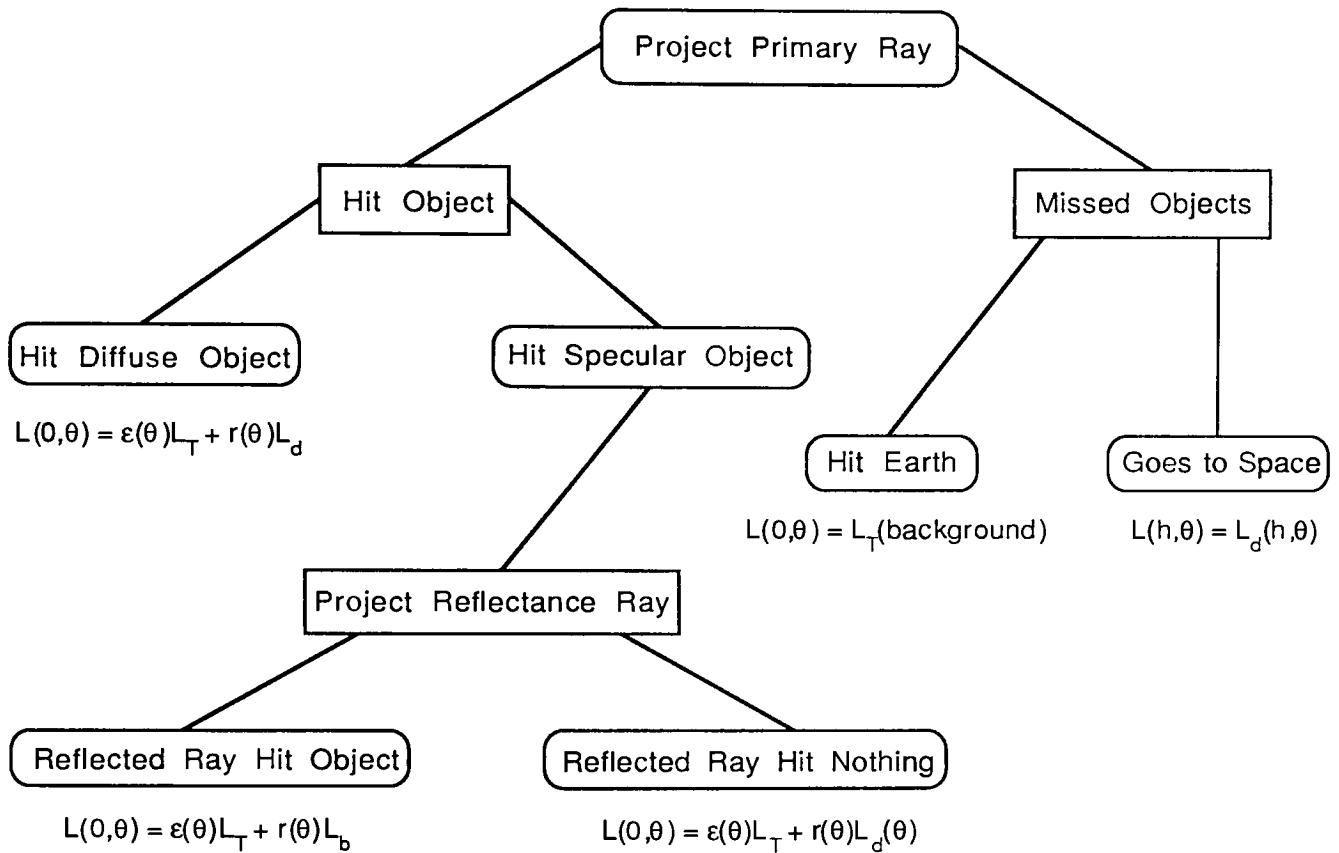 Project Primary Ray
Hit Object
Missed Objects
Hit Diffuse Object
Hit Specular Object
L(0,θ) = ε(θ)L_T + r(θ)L_d
Hit Earth
Goes to Space
L(0,θ) = L_T(background)
L(h,θ) = L_d(h,θ)
Project Reflectance Ray
Reflected Ray Hit Object
Reflected Ray Hit Nothing
L(0,θ) = ε(θ)L_T + r(θ)L_b
L(0,θ) = ε(θ)L_T + r(θ)L_d(θ)